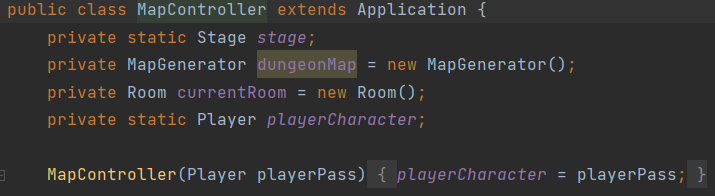 public class MapController extends Application {
private static Stage stage;
private MapGenerator dungeonMap = new MapGenerator();
private Room currentRoom = new Room();
private static Player playerCharacter;
MapController(Player playerPass) { playerCharacter = playerPass; }